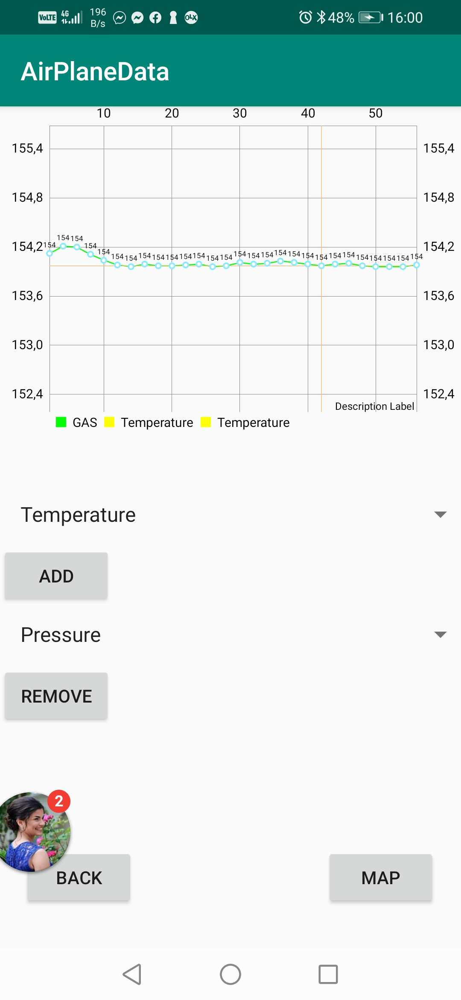 VoLTE 4G 196 B/s OLX 48% 16:00
AirPlaneData
10 20 30 40 50
155,4 155,4
154,8 154,8
154 154
154,2 154 154 154 154 154 154 154 154 154 154 154 154 154 154 154 154 154 154 154 154 154 154 154 154 154 154 154,2
153,6 153,6
153,0 153,0
152,4 152,4
Description Label
GAS Temperature Temperature
Temperature
ADD
Pressure
REMOVE
2
BACK MAP